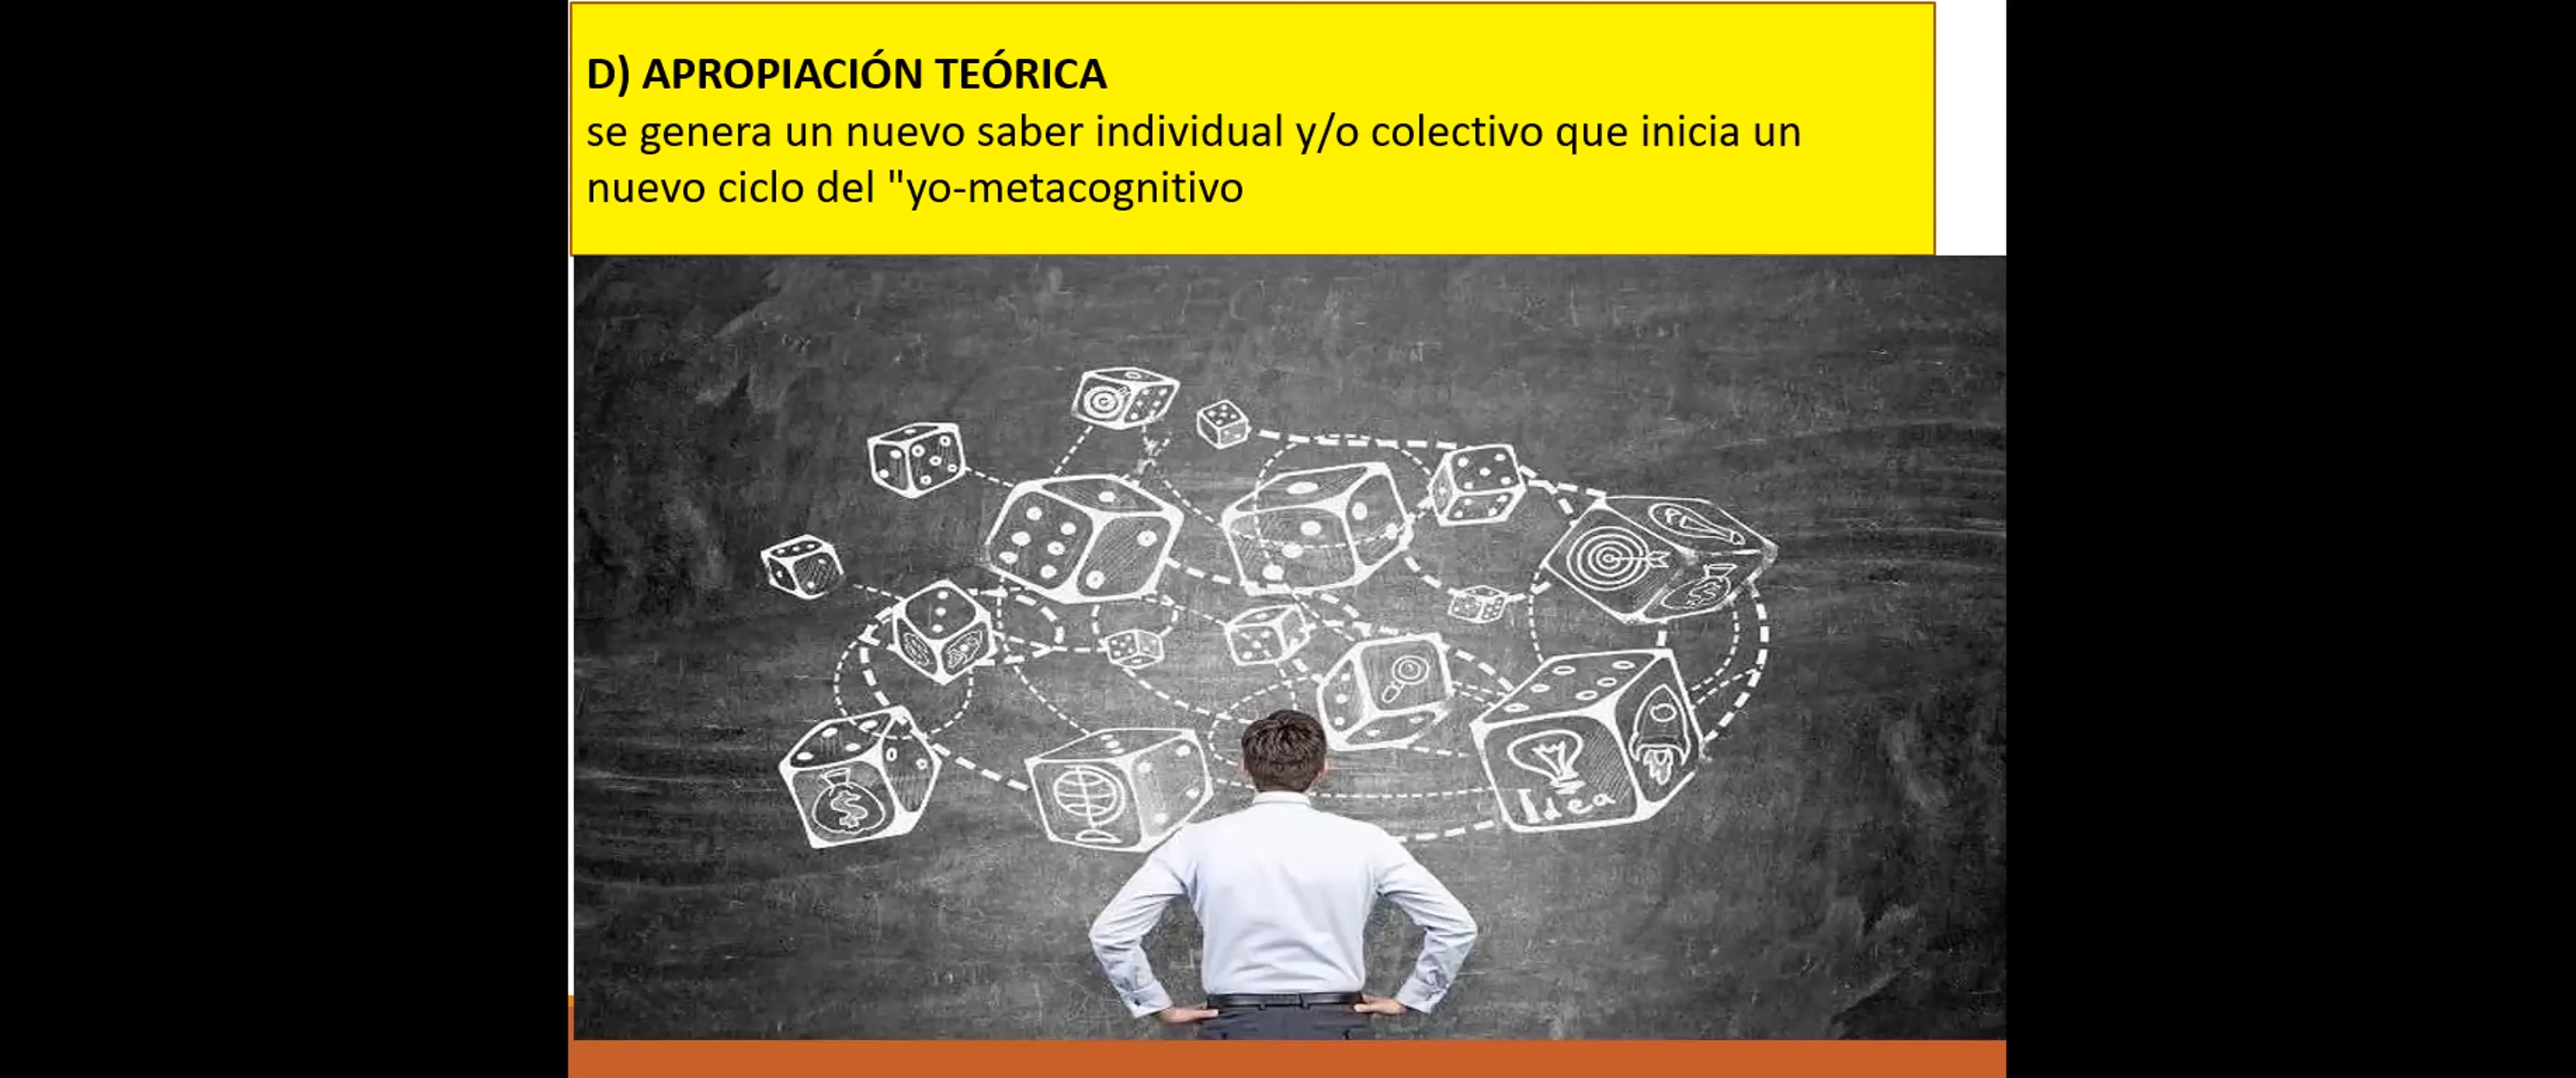 D) APROPIACIÓN TEÓRICA
se genera un nuevo saber individual y/o colectivo que inicia un
nuevo ciclo del "yo-metacognitivo
$
Idea
$